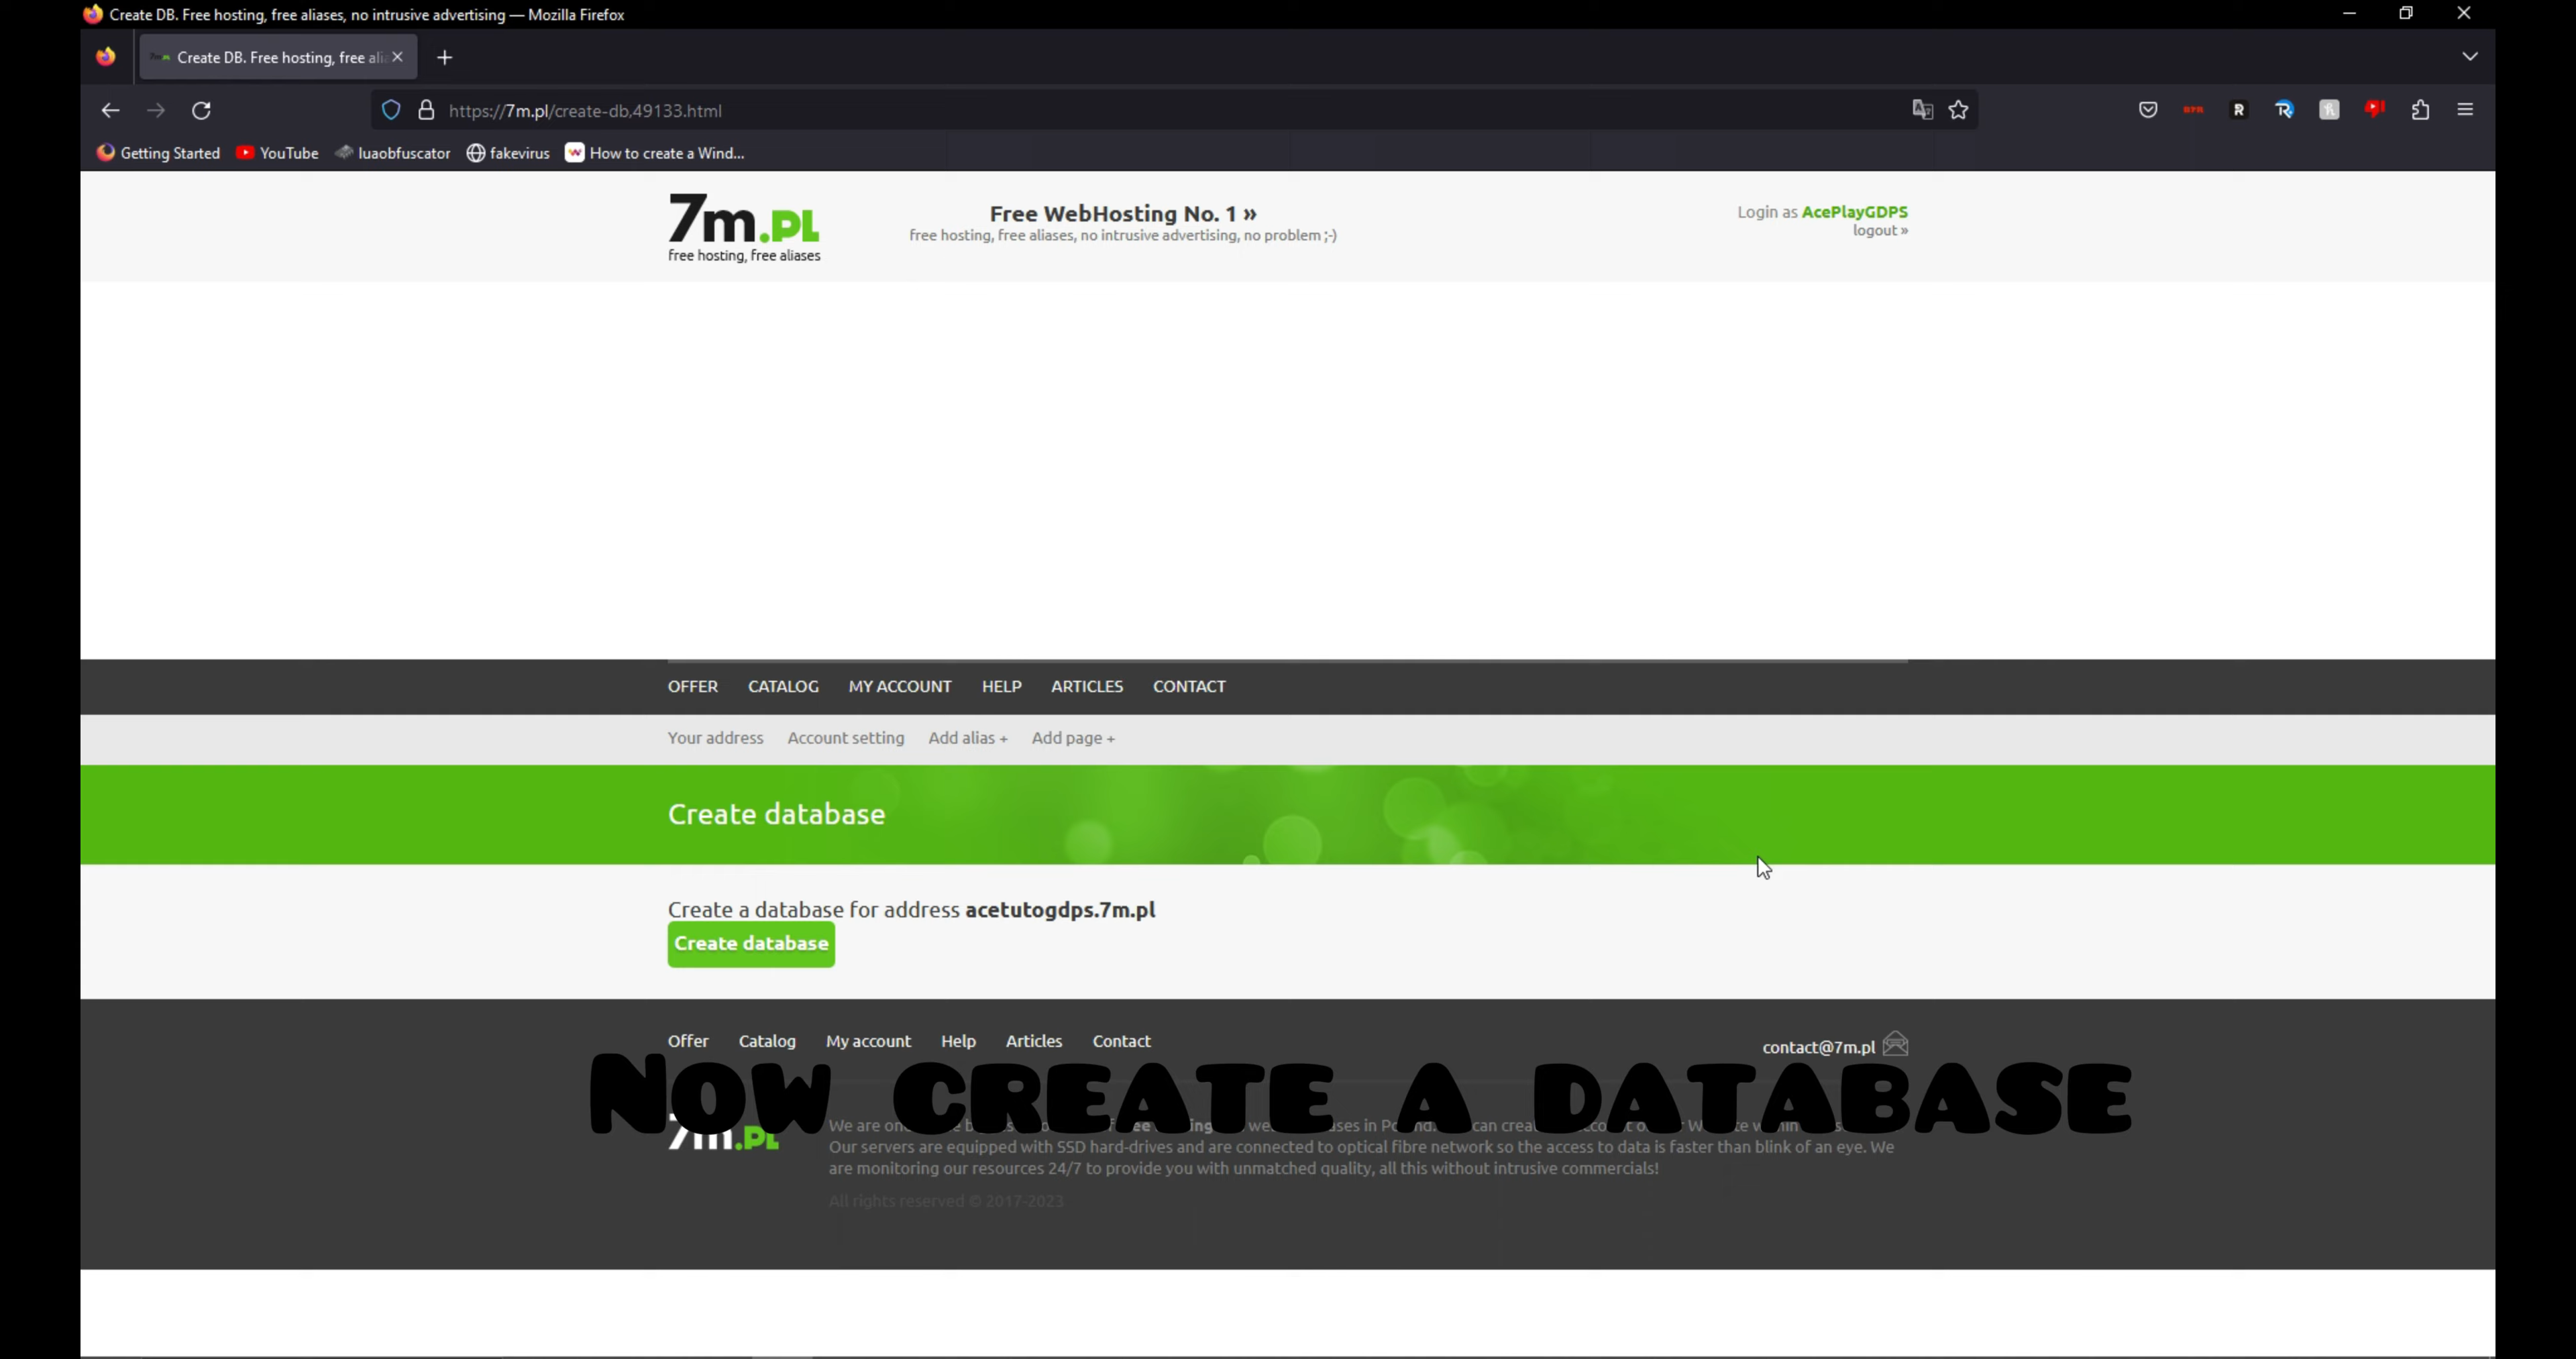 Create DB. Free hosting, free aliases, no intrusive advertising — Mozilla Firefox
Create DB. Free hosting, free alia
https://7m.pl/create-db,49133.html
Getting Started YouTube luaobfuscator fakevirus How to create a Wind...
7m.pl
free hosting, free aliases
Free WebHosting No. 1 »
free hosting, free aliases, no intrusive advertising, no problem ;-)
Login as AcePlayGDPS
logout »
OFFER CATALOG MY ACCOUNT HELP ARTICLES CONTACT
Your address Account setting Add alias + Add page +
Create database
Create a database for address acetutogdps.7m.pl
Create database
Offer Catalog My account Help Articles Contact
contact@7m.pl
Now create a database
7m.pl
We are
Our servers are equipped with SSD hard-drives and are connected to optical fibre network so the access to data is faster than blink of an eye. We
are monitoring our resources 24/7 to provide you with unmatched quality, all this without intrusive commercials!
All rights reserved © 2017-2023